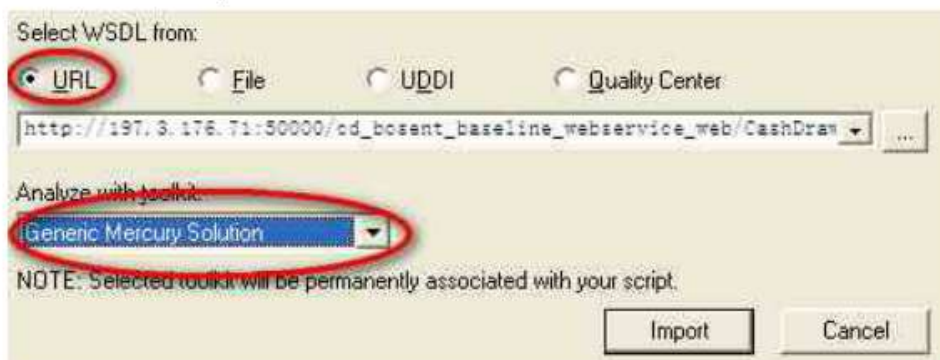 Select WSDL from:
URL File UDDI Quality Center
http://197.3.176.71:50000/cd_bosent_baseline_webservice_web/CashDraw ...
Analyze with toolkit:
Generic Mercury Solution
NOTE: Selected toolkit will be permanently associated with your script.
Import Cancel